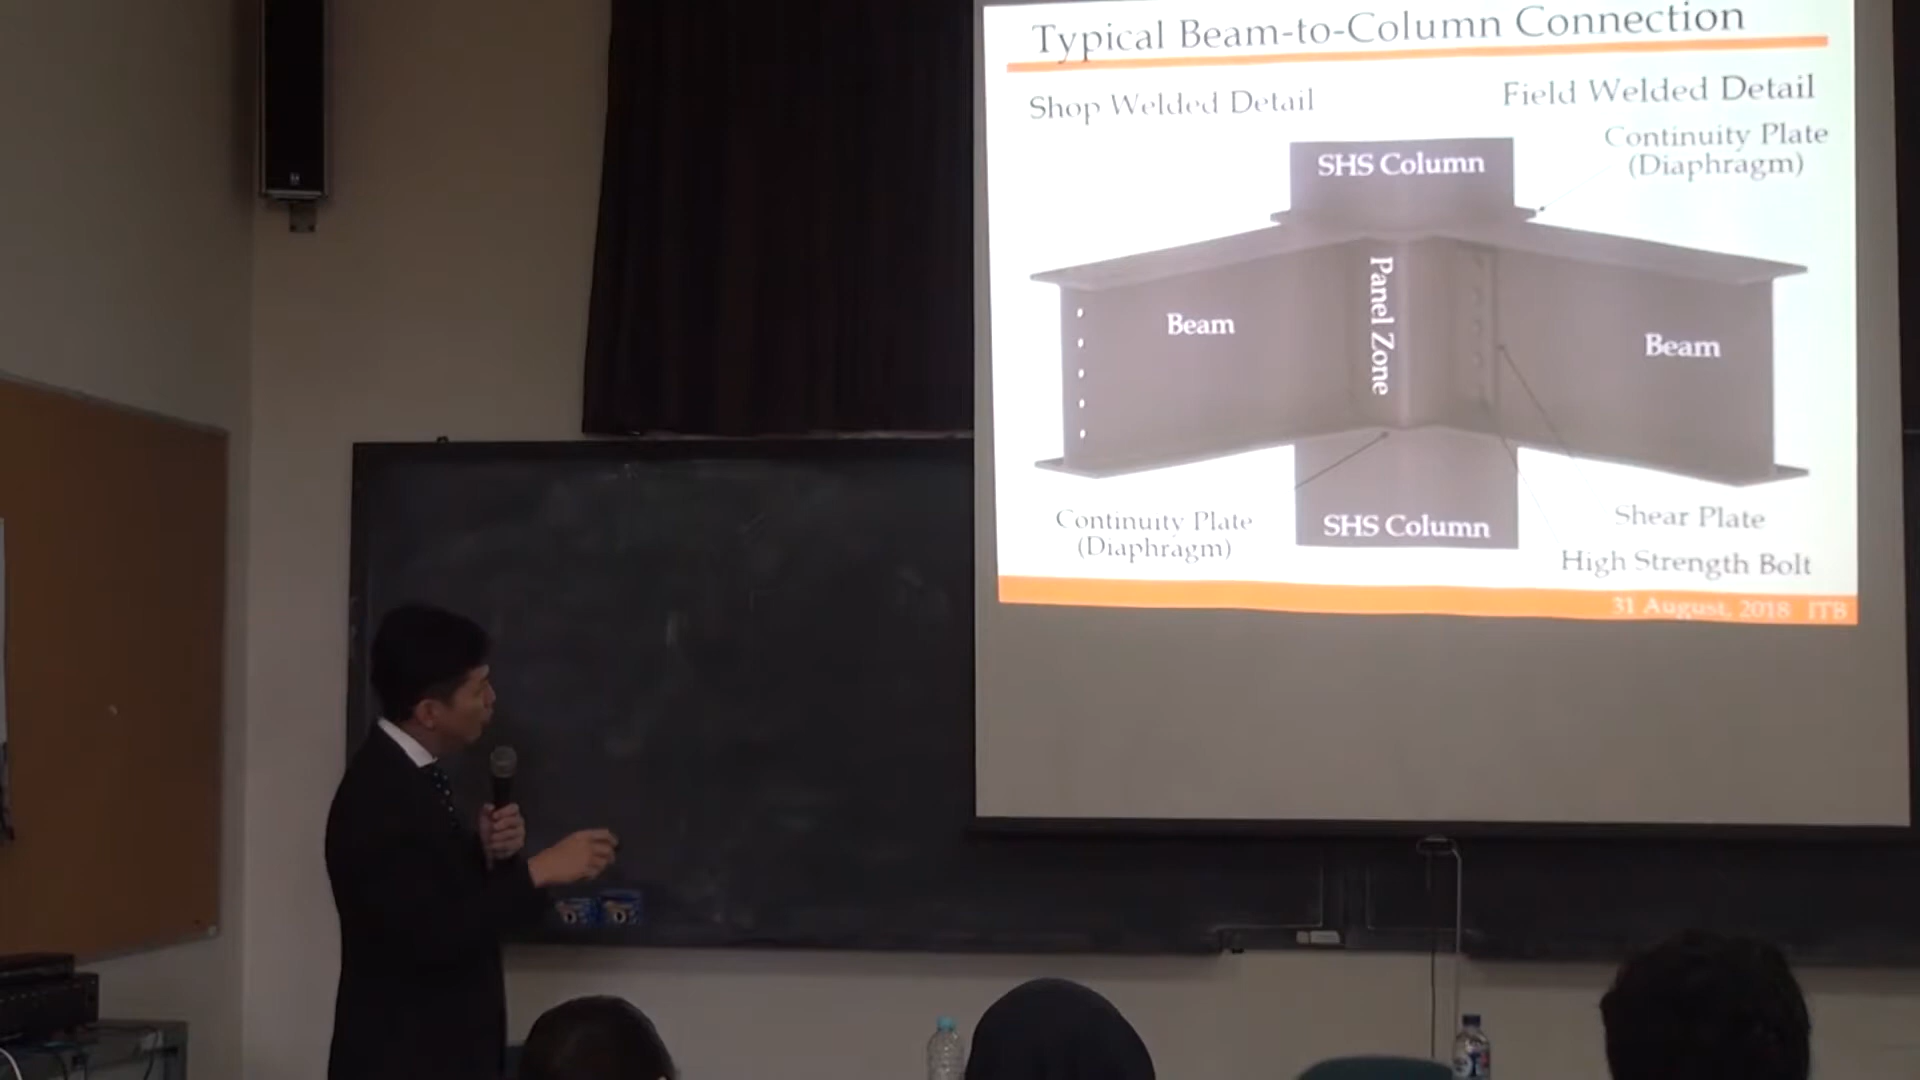 Typical Beam-to-Column Connection
Shop Welded Detail
Field Welded Detail
Continuity Plate
(Diaphragm)
SHS Column
Panel Zone
Beam
Beam
Continuity Plate
(Diaphragm)
SHS Column
Shear Plate
High Strength Bolt
31 August, 2018 ITB